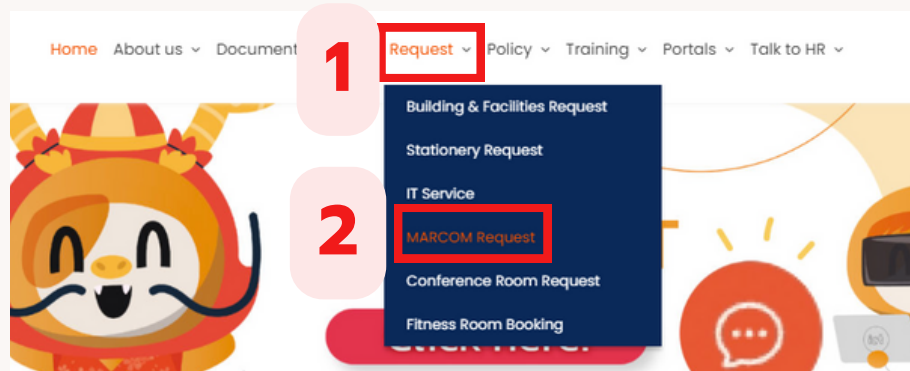 Home About us Document Request Policy Training Portals Talk to HR
1
Building & Facilities Request
Stationery Request
IT Service
2
MARCOM Request
Conference Room Request
Fitness Room Booking